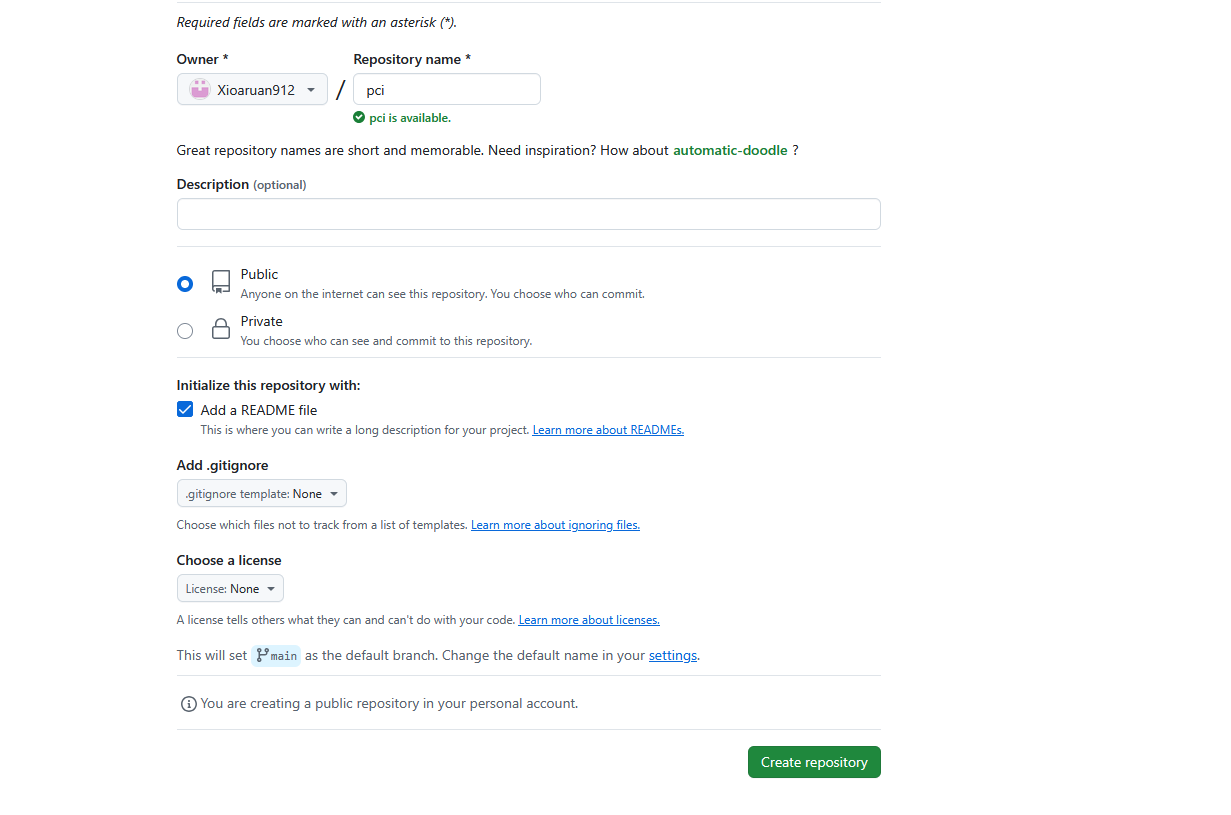 Required fields are marked with an asterisk (*).
Owner * Repository name *
Xioaruan912 / pci
pci is available.
Great repository names are short and memorable. Need inspiration? How about automatic-doodle ?
Description (optional)
Public
Anyone on the internet can see this repository. You choose who can commit.
Private
You choose who can see and commit to this repository.
Initialize this repository with:
Add a README file
This is where you can write a long description for your project. Learn more about READMEs.
Add .gitignore
.gitignore template: None
Choose which files not to track from a list of templates. Learn more about ignoring files.
Choose a license
License: None
A license tells others what they can and can't do with your code. Learn more about licenses.
This will set main as the default branch. Change the default name in your settings.
You are creating a public repository in your personal account.
Create repository